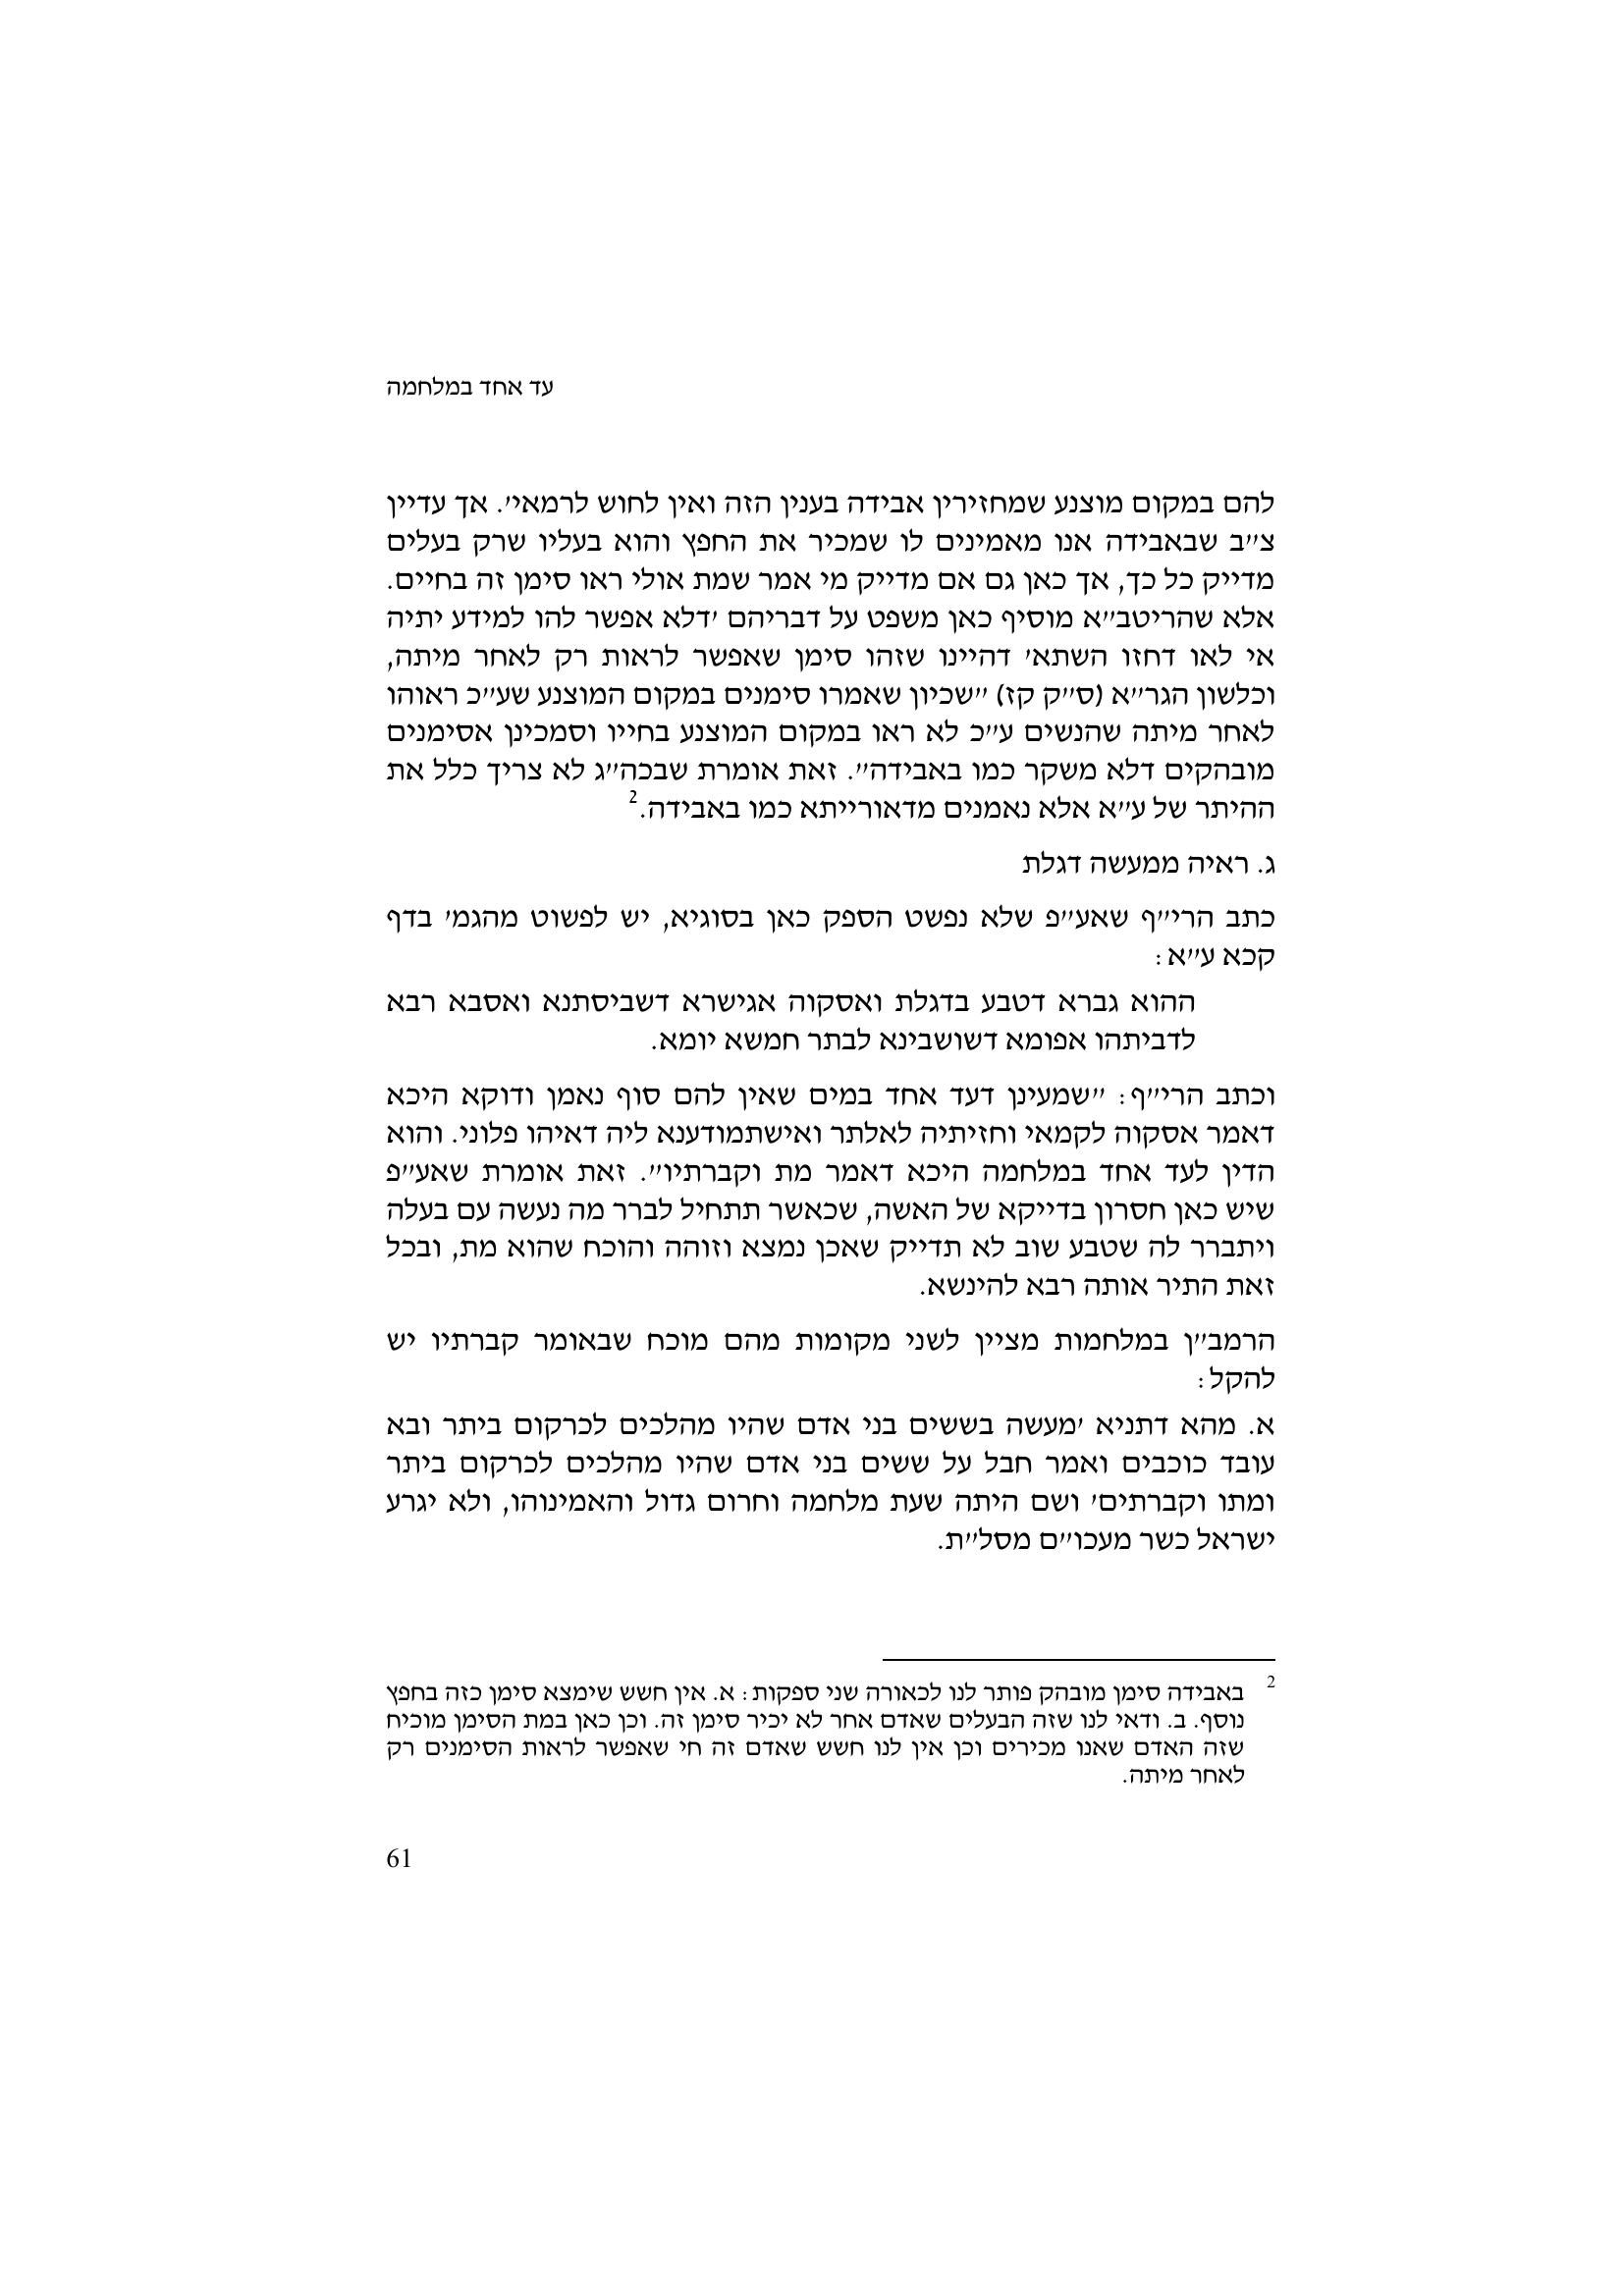 עד אחד במלחמה
להם במקום מוצנע שמחזירין אבידה בענין הזה ואין לחוש לרמאי'. אך עדיין
צ"ב שבאבידה אנו מאמינים לו שמכיר את החפץ והוא בעליו שרק בעלים
מדייק כל כך, אך כאן גם אם מדייק מי אמר שמת אולי ראו סימן זה בחיים.
אלא שהריטב"א מוסיף כאן משפט על דבריהם 'דלא אפשר להו למידע יתיה
אי לאו דחזו השתא' דהיינו שזהו סימן שאפשר לראות רק לאחר מיתה,
וכלשון הגר"א (ס"ק קז) "שכיון שאמרו סימנים במקום המוצנע שע"כ ראוהו
לאחר מיתה שהנשים ע"כ לא ראו במקום המוצנע בחייו וסמכינן אסימנים
מובהקים דלא משקר כמו באבידה". זאת אומרת שבכה"ג לא צריך כלל את
ההיתר של ע"א אלא נאמנים מדאורייתא כמו באבידה.2
ג. ראיה ממעשה דגלת
כתב הרי"ף שאע"פ שלא נפשט הספק כאן בסוגיא, יש לפשוט מהגמ' בדף
קכא ע"א:
ההוא גברא דטבע בדגלת ואסקוה אגישרא דשביסתנא ואסבא רבא
לדביתהו אפומא דשושבינא לבתר חמשא יומא.
וכתב הרי"ף: "שמעינן דעד אחד במים שאין להם סוף נאמן ודוקא היכא
דאמר אסקוה לקמאי וחזיתיה לאלתר ואישתמודענא ליה דאיהו פלוני. והוא
הדין לעד אחד במלחמה היכא דאמר מת וקברתיו". זאת אומרת שאע"פ
שיש כאן חסרון בדייקא של האשה, שכאשר תתחיל לברר מה נעשה עם בעלה
ויתברר לה שטבע שוב לא תדייק שאכן נמצא וזוהה והוכח שהוא מת, ובכל
זאת התיר אותה רבא להינשא.
הרמב"ן במלחמות מציין לשני מקומות מהם מוכח שבאומר קברתיו יש
להקל:
א. מהא דתניא 'מעשה בששים בני אדם שהיו מהלכים לכרקום ביתר ובא
עובד כוכבים ואמר חבל על ששים בני אדם שהיו מהלכים לכרקום ביתר
ומתו וקברתים' ושם היתה שעת מלחמה וחרום גדול והאמינוהו, ולא יגרע
ישראל כשר מעכו"ם מסל"ת.
2 באבידה סימן מובהק פותר לנו לכאורה שני ספקות: א. אין חשש שימצא סימן כזה בחפץ
נוסף. ב. ודאי לנו שזה הבעלים שאדם אחר לא יכיר סימן זה. וכן כאן במת הסימן מוכיח
שזה האדם שאנו מכירים וכן אין לנו חשש שאדם זה חי שאפשר לראות הסימנים רק
לאחר מיתה.
61